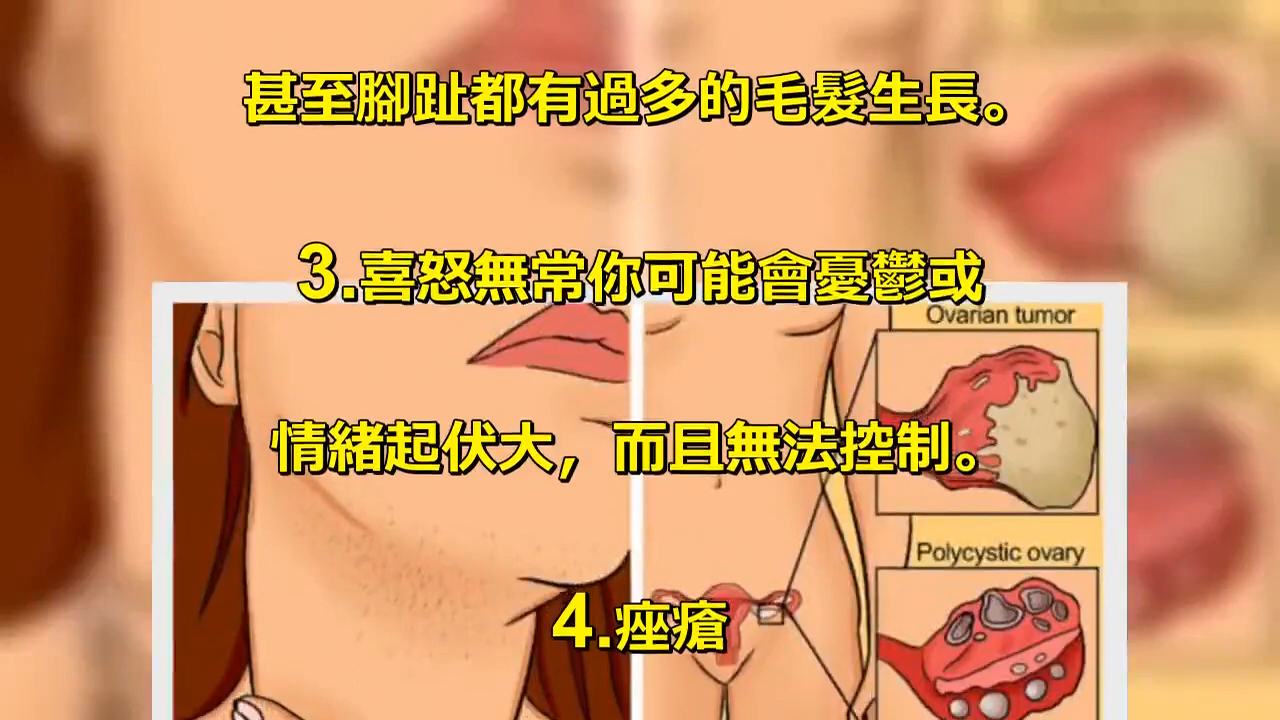 甚至腳趾都有過多的毛髮生長。
3.喜怒無常你可能會憂鬱或
Ovarian tumor
情緒起伏大，而且無法控制。
Polycystic ovary
4.痤瘡